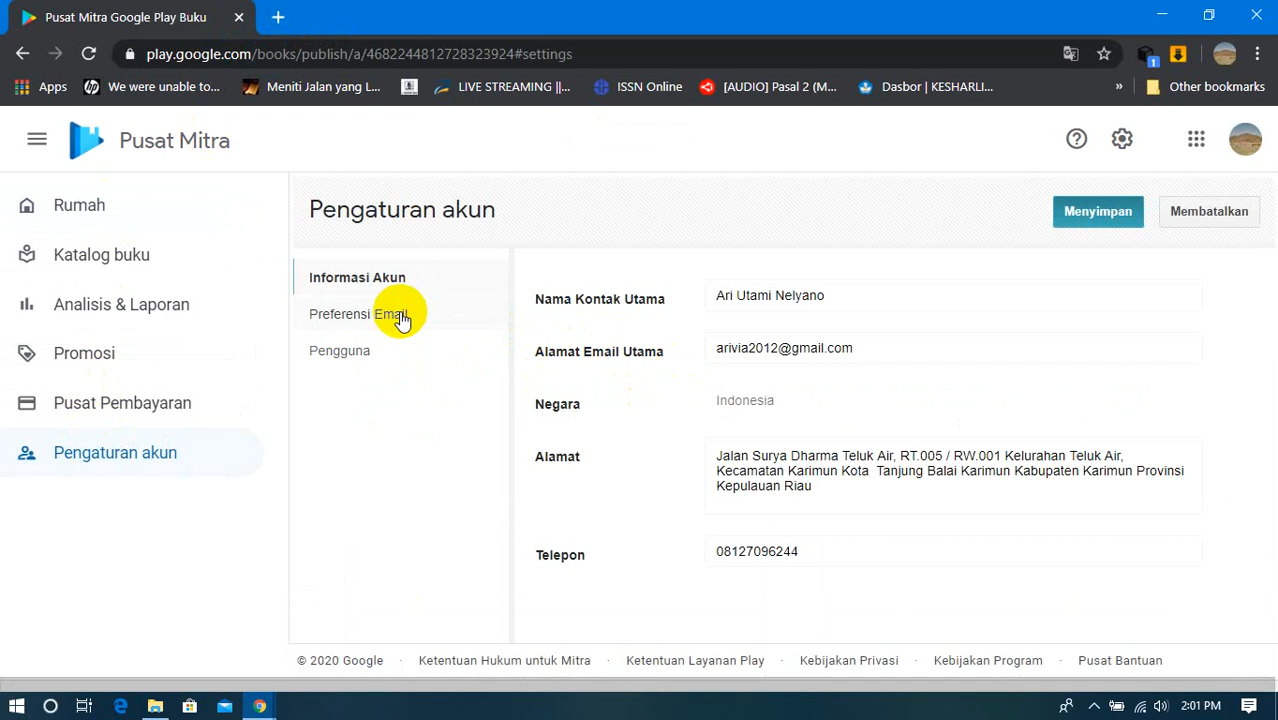 Pusat Mitra Google Play Buku
play.google.com/books/publish/a/4682244812728323924#settings
Apps
We were unable to...
Meniti Jalan yang L...
LIVE STREAMING ||...
ISSN Online
[AUDIO] Pasal 2 (M...
Dasbor | KESHARLI...
»
Other bookmarks
Pusat Mitra
Rumah
Katalog buku
Analisis & Laporan
Promosi
Pusat Pembayaran
Pengaturan akun
Pengaturan akun
Menyimpan
Membatalkan
Informasi Akun
Preferensi Email
Pengguna
Nama Kontak Utama
Ari Utami Nelyano
Alamat Email Utama
arivia2012@gmail.com
Negara
Indonesia
Alamat
Jalan Surya Dharma Teluk Air, RT.005 / RW.001 Kelurahan Teluk Air,
Kecamatan Karimun Kota Tanjung Balai Karimun Kabupaten Karimun Provinsi
Kepulauan Riau
Telepon
08127096244
© 2020 Google · Ketentuan Hukum untuk Mitra · Ketentuan Layanan Play · Kebijakan Privasi · Kebijakan Program · Pusat Bantuan
2:01 PM